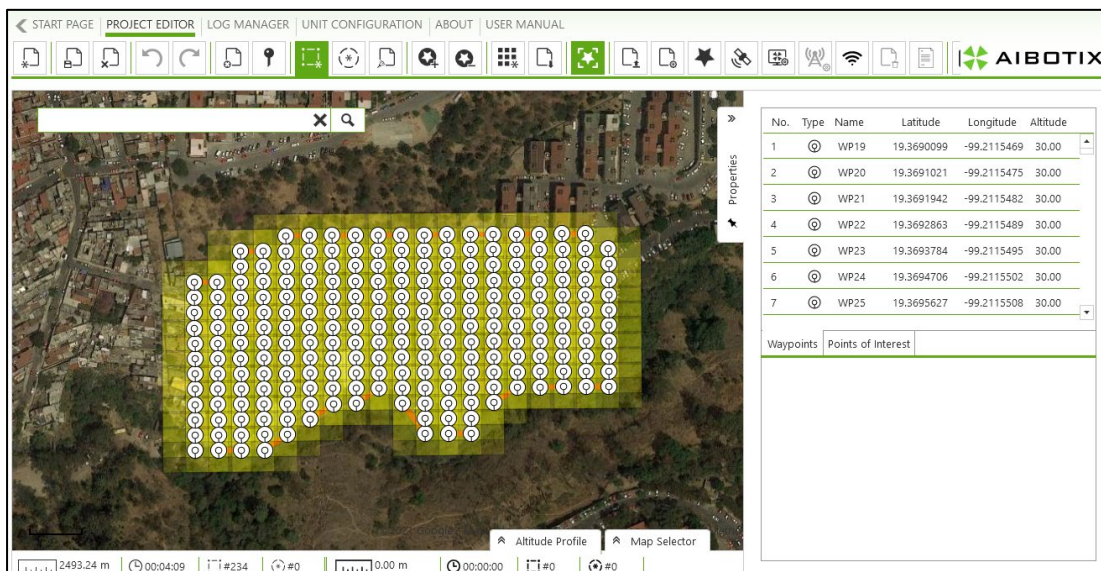 START PAGE PROJECT EDITOR LOG MANAGER UNIT CONFIGURATION ABOUT USER MANUAL
AIBOTIX
Properties
No. Type Name Latitude Longitude Altitude
1 WP19 19.3690099 -99.2115469 30.00
2 WP20 19.3691021 -99.2115475 30.00
3 WP21 19.3691942 -99.2115482 30.00
4 WP22 19.3692863 -99.2115489 30.00
5 WP23 19.3693784 -99.2115495 30.00
6 WP24 19.3694706 -99.2115502 30.00
7 WP25 19.3695627 -99.2115508 30.00
Waypoints Points of Interest
Altitude Profile Map Selector
2493.24 m 00:04:09 #234 #0 0.00 m 00:00:00 #0 #0